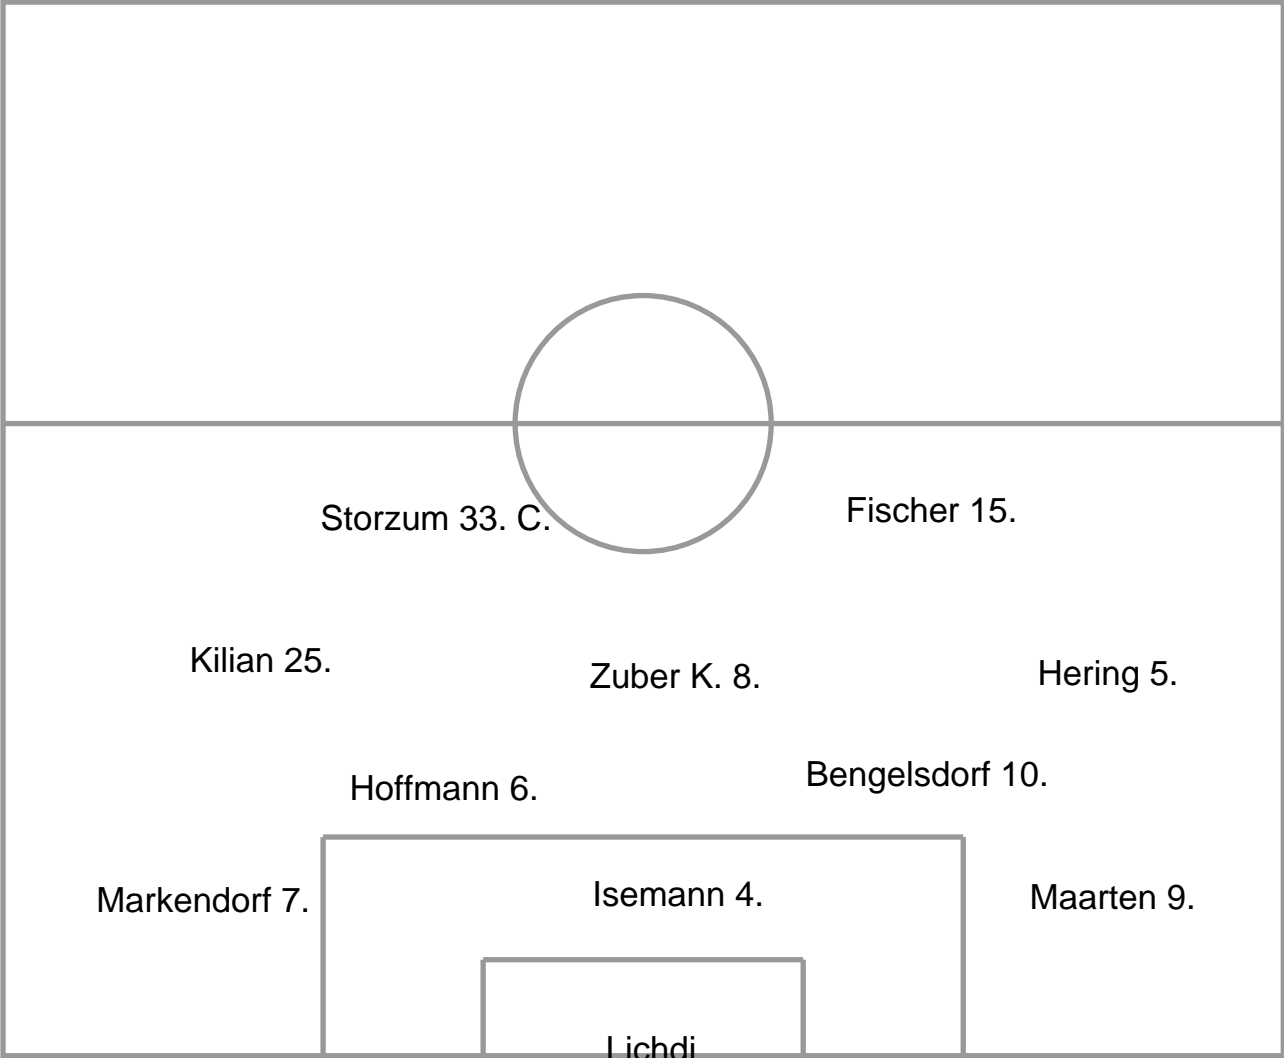 Storzum 33. C.
Fischer 15.
Kilian 25.
Zuber K. 8.
Hering 5.
Hoffmann 6.
Bengelsdorf 10.
Markendorf 7.
Isemann 4.
Maarten 9.
Lichdi